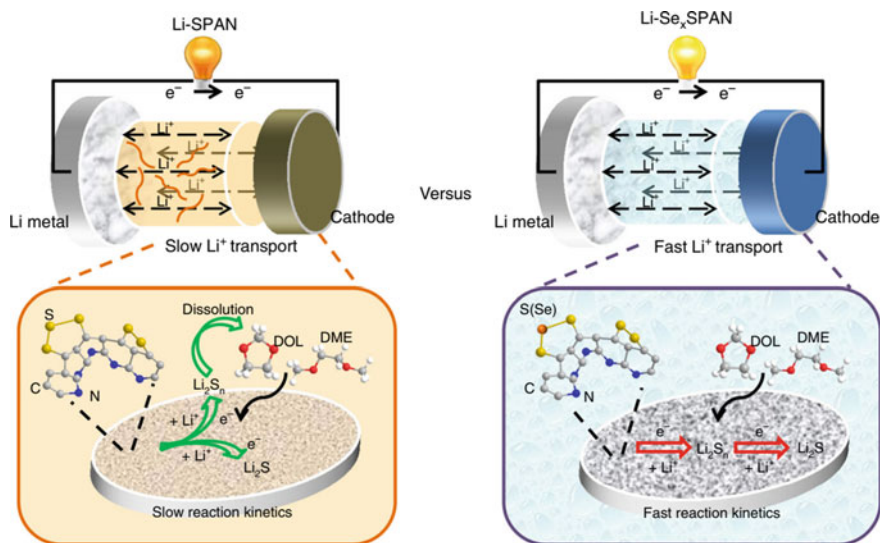 Li-SPAN
e⁻ e⁻
Li⁺
Li⁺
Li⁺
Li⁺
Li⁺
Li metal
Cathode
Slow Li⁺ transport
S
C
N
Dissolution
DOL
DME
Li₂Sₙ
+ Li⁺
e⁻
e⁻
+ Li⁺
Li₂S
Slow reaction kinetics
Versus
Li-SeₓSPAN
e⁻ e⁻
Li⁺
Li⁺
Li⁺
Li⁺
Li⁺
Li metal
Cathode
Fast Li⁺ transport
S(Se)
C
N
DOL
DME
e⁻
+ Li⁺
Li₂Sₙ
e⁻
+ Li⁺
Li₂S
Fast reaction kinetics